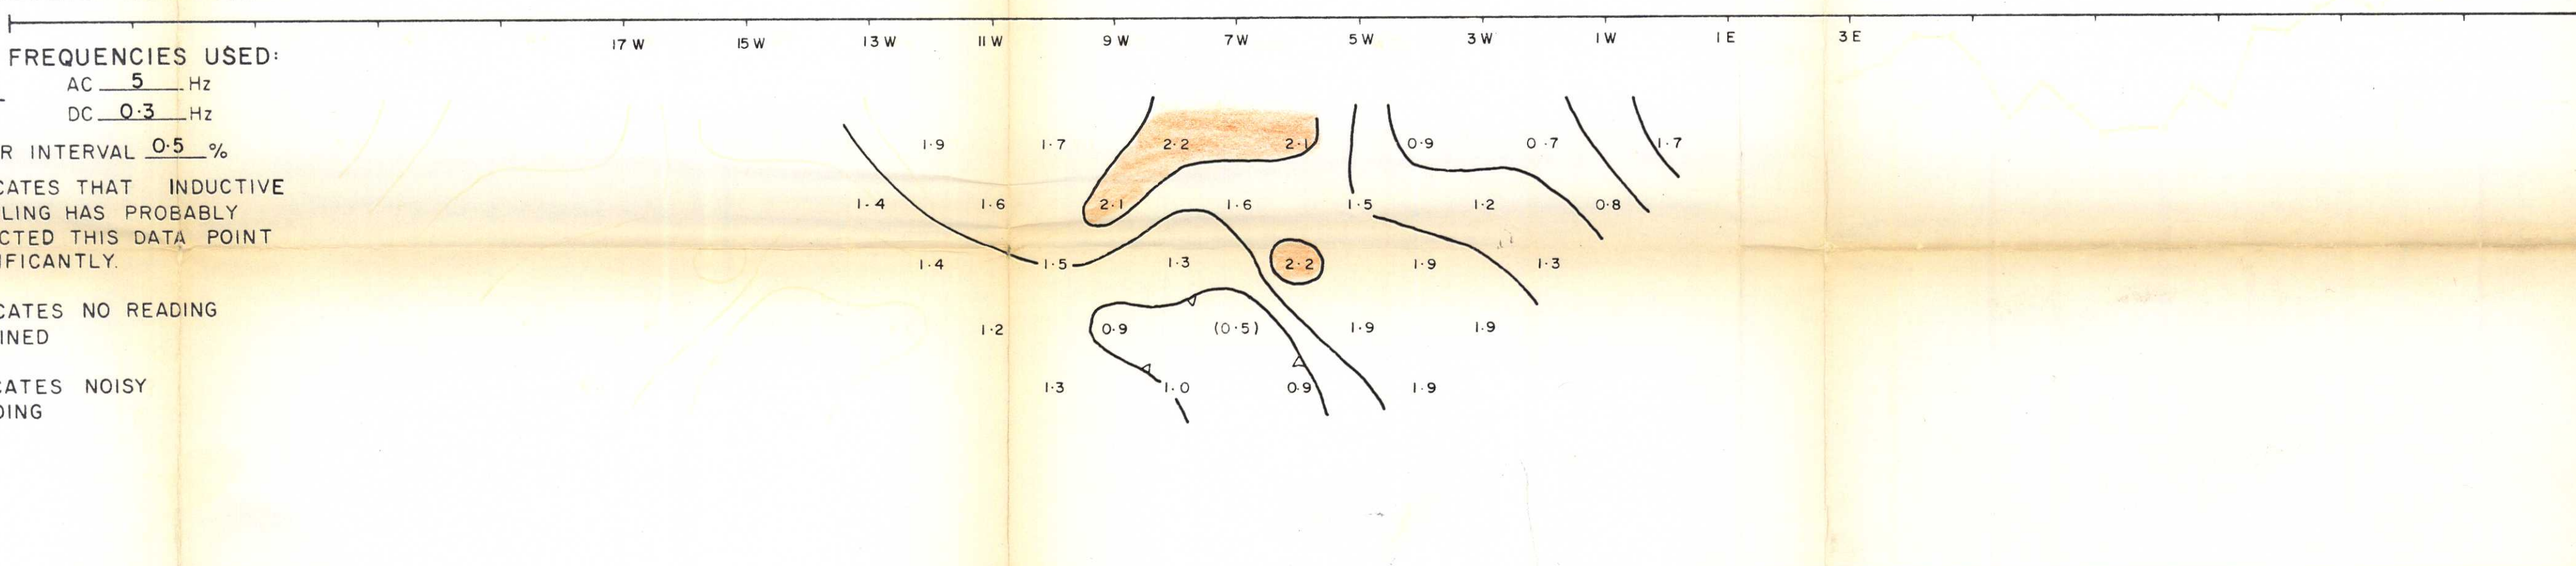 17 W 15 W 13 W 11 W 9 W 7 W 5 W 3 W 1 W 1 E 3 E
FREQUENCIES USED:
AC 5 Hz
DC 0.3 Hz
R INTERVAL 0.5 %
CATES THAT INDUCTIVE
LING HAS PROBABLY
CTED THIS DATA POINT
IFICANTLY.
CATES NO READING
INED
CATES NOISY
DING
1.9 1.7 2.2 2.1 0.9 0.7 1.7
1.4 1.6 2.1 1.6 1.5 1.2 0.8
1.4 1.5 1.3 2.2 1.9 1.3
1.2 0.9 (0.5) 1.9 1.9
1.3 1.0 0.9 1.9